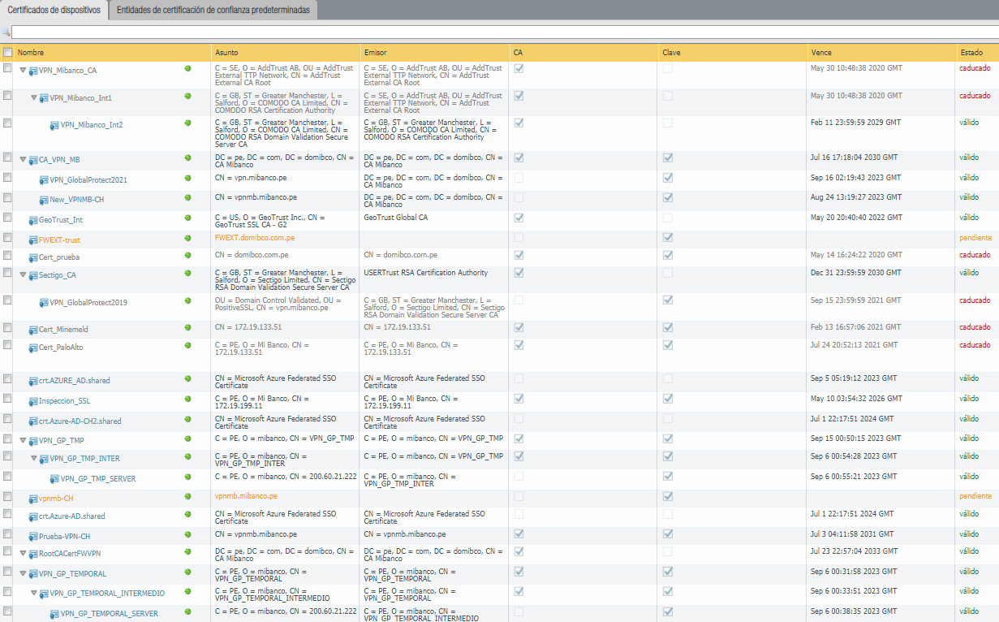 Certificados de dispositivos
Entidades de certificación de confianza predeterminadas
Nombre Asunto Emisor CA Clave Vence Estado
VPN_Mibanco_CA
C = SE, O = AddTrust AB, OU = AddTrust
External TTP Network, CN = AddTrust
External CA Root
C = SE, O = AddTrust AB, OU = AddTrust
External TTP Network, CN = AddTrust
External CA Root
May 30 10:48:38 2020 GMT
caducado
VPN_Mibanco_Int1
C = GB, ST = Greater Manchester, L =
Salford, O = COMODO CA Limited, CN =
COMODO RSA Certification Authority
C = SE, O = AddTrust AB, OU = AddTrust
External TTP Network, CN = AddTrust
External CA Root
May 30 10:48:38 2020 GMT
caducado
VPN_Mibanco_Int2
C = GB, ST = Greater Manchester, L =
Salford, O = COMODO CA Limited, CN =
COMODO RSA Domain Validation Secure
Server CA
C = GB, ST = Greater Manchester, L =
Salford, O = COMODO CA Limited, CN =
COMODO RSA Certification Authority
Feb 11 23:59:59 2029 GMT
válido
CA_VPN_MB
DC = pe, DC = com, DC = domibco, CN =
CA Mibanco
DC = pe, DC = com, DC = domibco, CN =
CA Mibanco
Jul 16 17:18:04 2030 GMT
válido
VPN_GlobalProtect2021
CN = vpn.mibanco.pe
DC = pe, DC = com, DC = domibco, CN =
CA Mibanco
Sep 16 02:19:43 2023 GMT
válido
New_VPNMB-CH
CN = vpnmb.mibanco.pe
DC = pe, DC = com, DC = domibco, CN =
CA Mibanco
Aug 24 13:19:27 2023 GMT
válido
GeoTrust_Int
C = US, O = GeoTrust Inc., CN =
GeoTrust SSL CA - G2
GeoTrust Global CA
May 20 20:40:40 2022 GMT
válido
FWEXT-trust
FWEXT.domibco.com.pe
pendiente
Cert_prueba
CN = domibco.com.pe
CN = domibco.com.pe
May 14 16:24:22 2020 GMT
caducado
Sectigo_CA
C = GB, ST = Greater Manchester, L =
Salford, O = Sectigo Limited, CN = Sectigo
RSA Domain Validation Secure Server CA
USERTrust RSA Certification Authority
Dec 31 23:59:59 2030 GMT
válido
VPN_GlobalProtect2019
OU = Domain Control Validated, OU =
PositiveSSL, CN = vpn.mibanco.pe
C = GB, ST = Greater Manchester, L =
Salford, O = Sectigo Limited, CN = Sectigo
RSA Domain Validation Secure Server CA
Sep 15 23:59:59 2021 GMT
caducado
Cert_Minemeld
CN = 172.19.133.51
CN = 172.19.133.51
Feb 13 16:57:06 2021 GMT
caducado
Cert_PaloAlto
C = PE, O = Mi Banco, CN =
172.19.133.51
C = PE, O = Mi Banco, CN =
172.19.133.51
Jul 24 20:52:13 2021 GMT
caducado
crt.AZURE_AD.shared
CN = Microsoft Azure Federated SSO
Certificate
CN = Microsoft Azure Federated SSO
Certificate
Sep 5 05:19:12 2023 GMT
válido
Inspeccion_SSL
C = PE, O = Mi Banco, CN =
172.19.199.11
C = PE, O = Mi Banco, CN =
172.19.199.11
May 10 03:54:32 2026 GMT
válido
crt.Azure-AD-CH2.shared
CN = Microsoft Azure Federated SSO
Certificate
CN = Microsoft Azure Federated SSO
Certificate
Jul 1 22:17:51 2024 GMT
válido
VPN_GP_TMP
C = PE, O = mibanco, CN = VPN_GP_TMP
C = PE, O = mibanco, CN = VPN_GP_TMP
Sep 15 00:50:15 2023 GMT
válido
VPN_GP_TMP_INTER
C = PE, O = mibanco, CN =
VPN_GP_TMP_INTER
C = PE, O = mibanco, CN = VPN_GP_TMP
Sep 6 00:54:28 2023 GMT
válido
VPN_GP_TMP_SERVER
C = PE, O = mibanco, CN = 200.60.21.222
C = PE, O = mibanco, CN =
VPN_GP_TMP_INTER
Sep 6 00:55:21 2023 GMT
válido
vpnmb-CH
vpnmb.mibanco.pe
pendiente
crt.Azure-AD.shared
CN = Microsoft Azure Federated SSO
Certificate
CN = Microsoft Azure Federated SSO
Certificate
Jul 1 22:17:51 2024 GMT
válido
Prueba-VPN-CH
CN = vpnmb.mibanco.pe
CN = vpnmb.mibanco.pe
Jul 3 04:11:58 2031 GMT
válido
RootCACertFWVPN
DC = pe, DC = com, DC = domibco, CN =
CA Mibanco
DC = pe, DC = com, DC = domibco, CN =
CA Mibanco
Jul 23 22:57:04 2033 GMT
válido
VPN_GP_TEMPORAL
C = PE, O = mibanco, CN =
VPN_GP_TEMPORAL
C = PE, O = mibanco, CN =
VPN_GP_TEMPORAL
Sep 6 00:31:58 2023 GMT
válido
VPN_GP_TEMPORAL_INTERMEDIO
C = PE, O = mibanco, CN =
VPN_GP_TEMPORAL_INTERMEDIO
C = PE, O = mibanco, CN =
VPN_GP_TEMPORAL
Sep 6 00:33:51 2023 GMT
válido
VPN_GP_TEMPORAL_SERVER
C = PE, O = mibanco, CN = 200.60.21.222
C = PE, O = mibanco, CN =
VPN_GP_TEMPORAL_INTERMEDIO
Sep 6 00:38:35 2023 GMT
válido